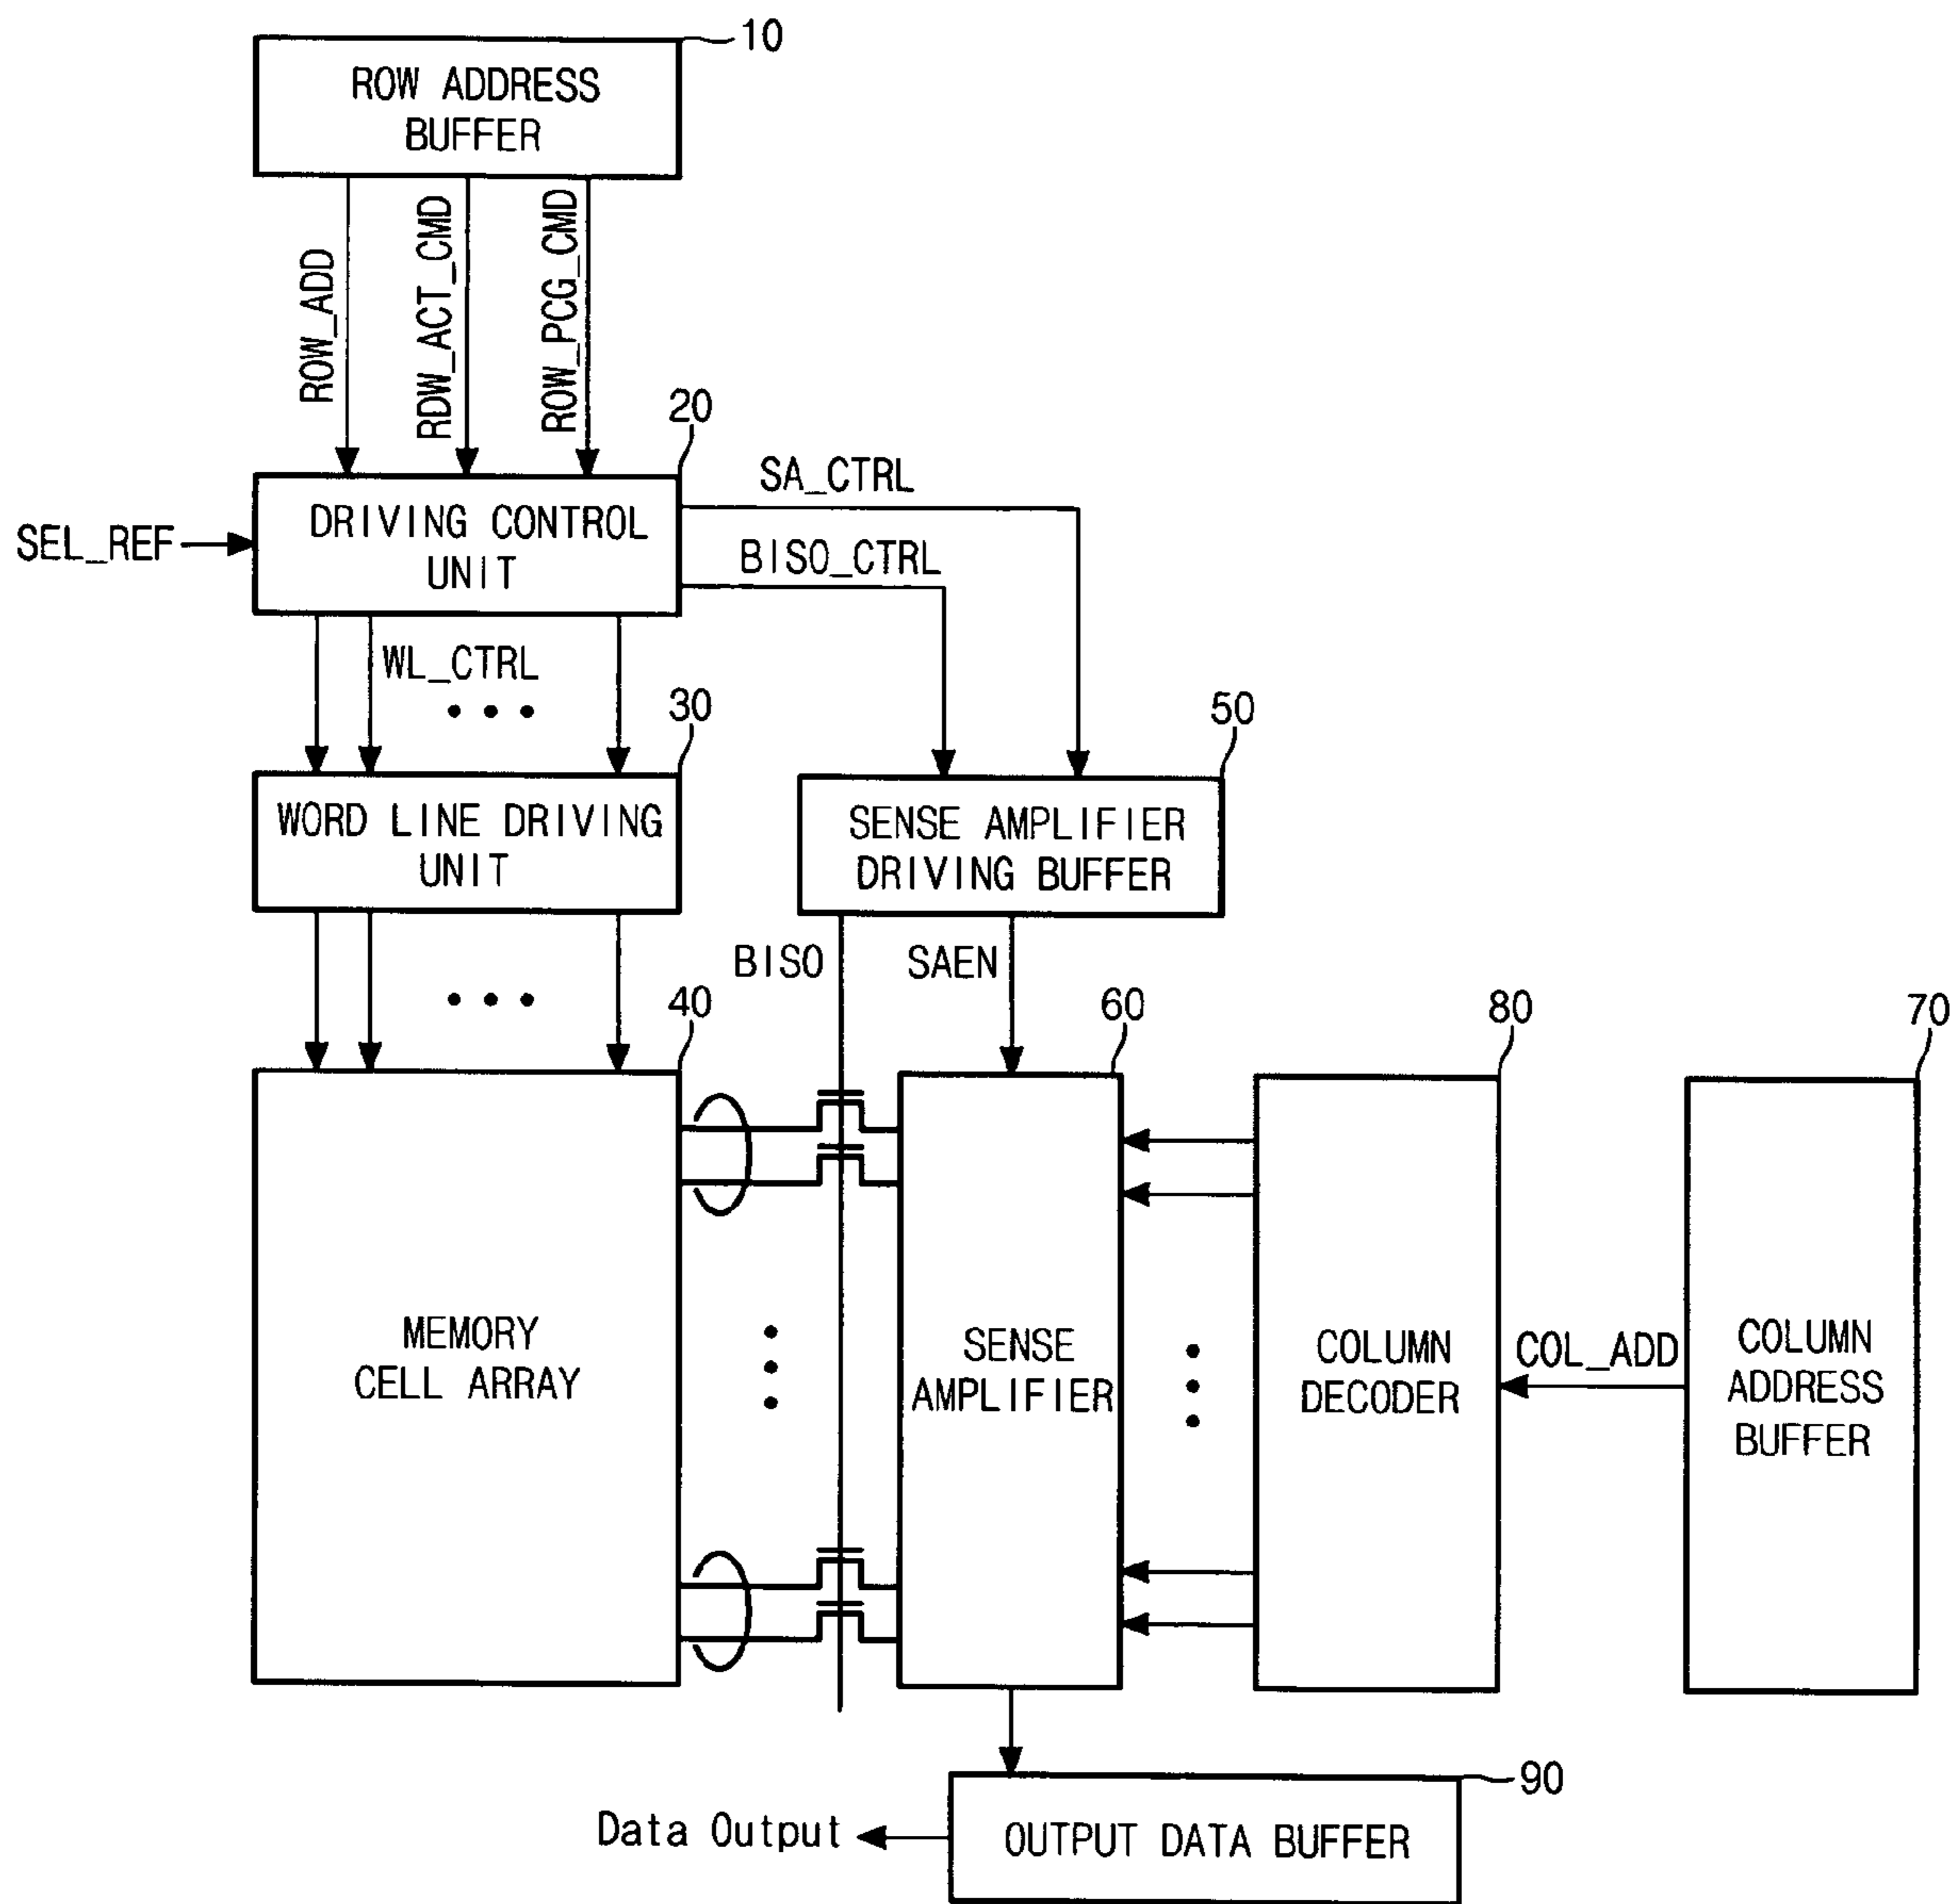 10
ROW ADDRESS
BUFFER
ROW_ADD
RDW_ACT_CMD
ROW_PCG_CMD
20
SEL_REF
DRIVING CONTROL
UNIT
SA_CTRL
BISO_CTRL
WL_CTRL
30
WORD LINE DRIVING
UNIT
50
SENSE AMPLIFIER
DRIVING BUFFER
BISO
SAEN
40
MEMORY
CELL ARRAY
60
SENSE
AMPLIFIER
80
COLUMN
DECODER
COL_ADD
70
COLUMN
ADDRESS
BUFFER
90
OUTPUT DATA BUFFER
Data Output